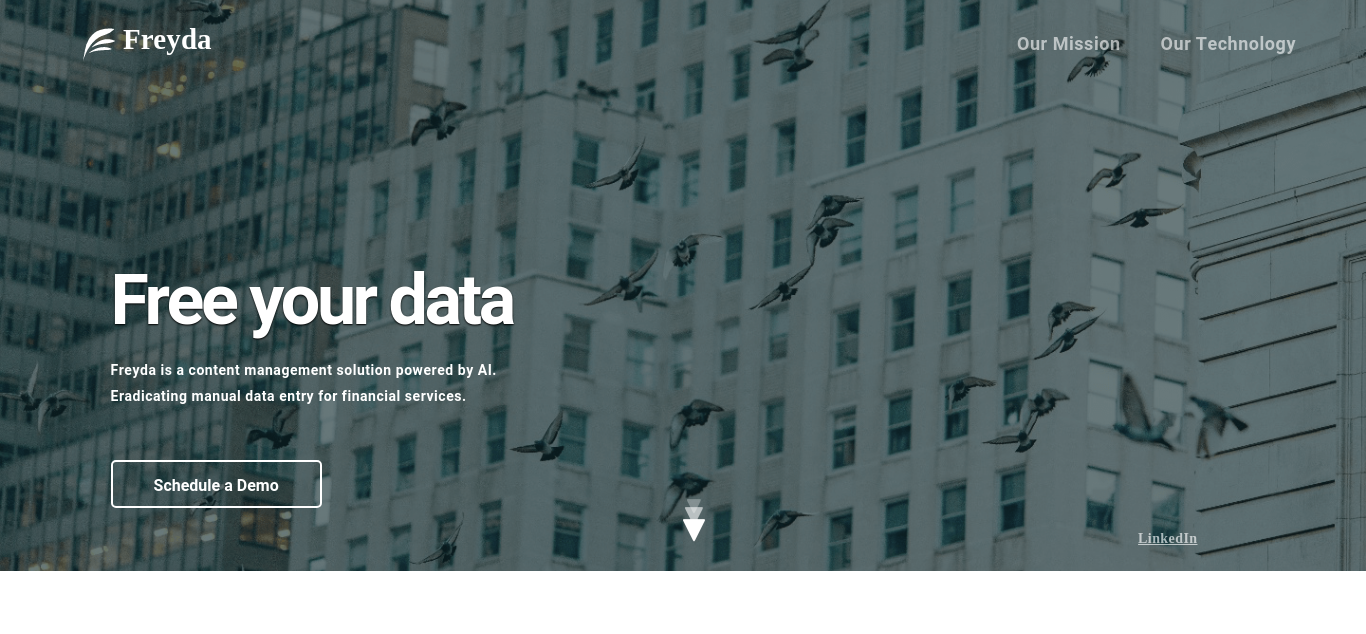 Freyda
Our Mission
Our Technology
Free your data
Freyda is a content management solution powered by AI.
Eradicating manual data entry for financial services.
Schedule a Demo
LinkedIn